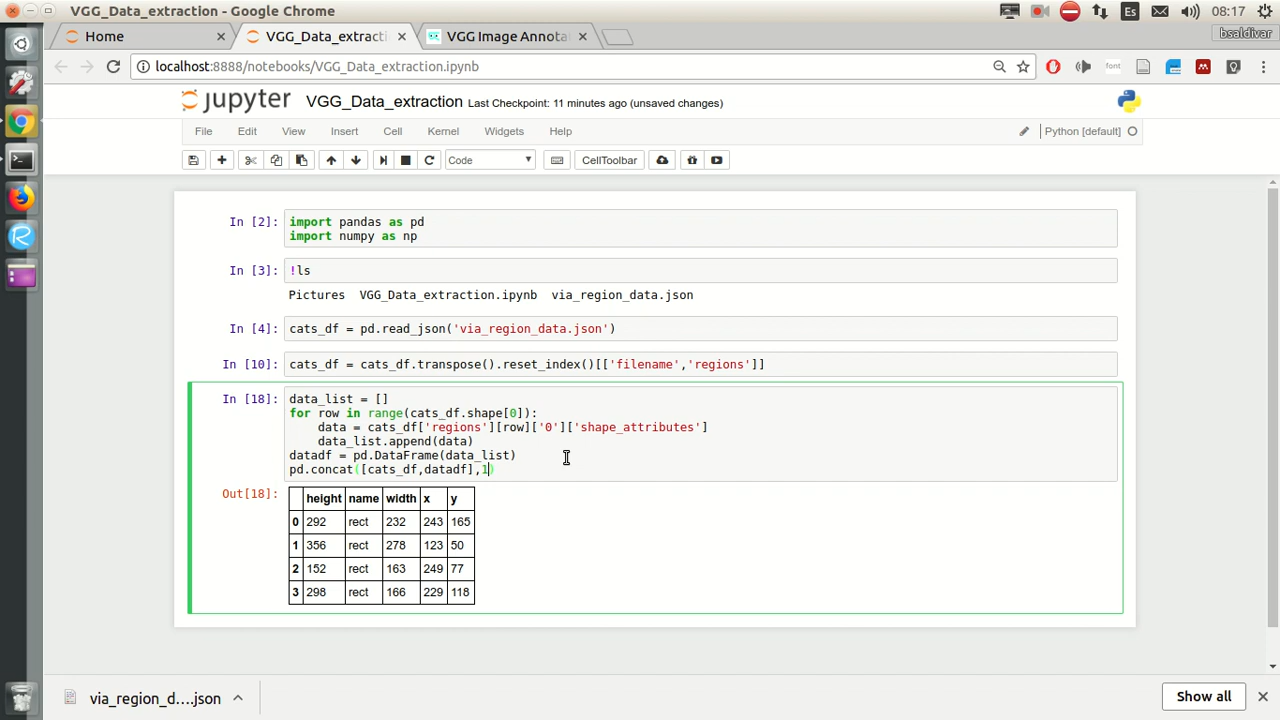 VGG_Data_extraction - Google Chrome
Es
08:17
Home
VGG_Data_extracti
VGG Image Annota
bsaldivar
localhost:8888/notebooks/VGG_Data_extraction.ipynb
font
jupyter VGG_Data_extraction Last Checkpoint: 11 minutes ago (unsaved changes)
File Edit View Insert Cell Kernel Widgets Help
Python [default]
Code
CellToolbar
In [2]: import pandas as pd
import numpy as np
In [3]: !ls
Pictures VGG_Data_extraction.ipynb via_region_data.json
In [4]: cats_df = pd.read_json('via_region_data.json')
In [10]: cats_df = cats_df.transpose().reset_index()[['filename','regions']]
In [18]: data_list = []
for row in range(cats_df.shape[0]):
data = cats_df['regions'][row]['0']['shape_attributes']
data_list.append(data)
datadf = pd.DataFrame(data_list)
pd.concat([cats_df,datadf],1)
Out[18]: height name width x y
0 292 rect 232 243 165
1 356 rect 278 123 50
2 152 rect 163 249 77
3 298 rect 166 229 118
via_region_d....json
Show all